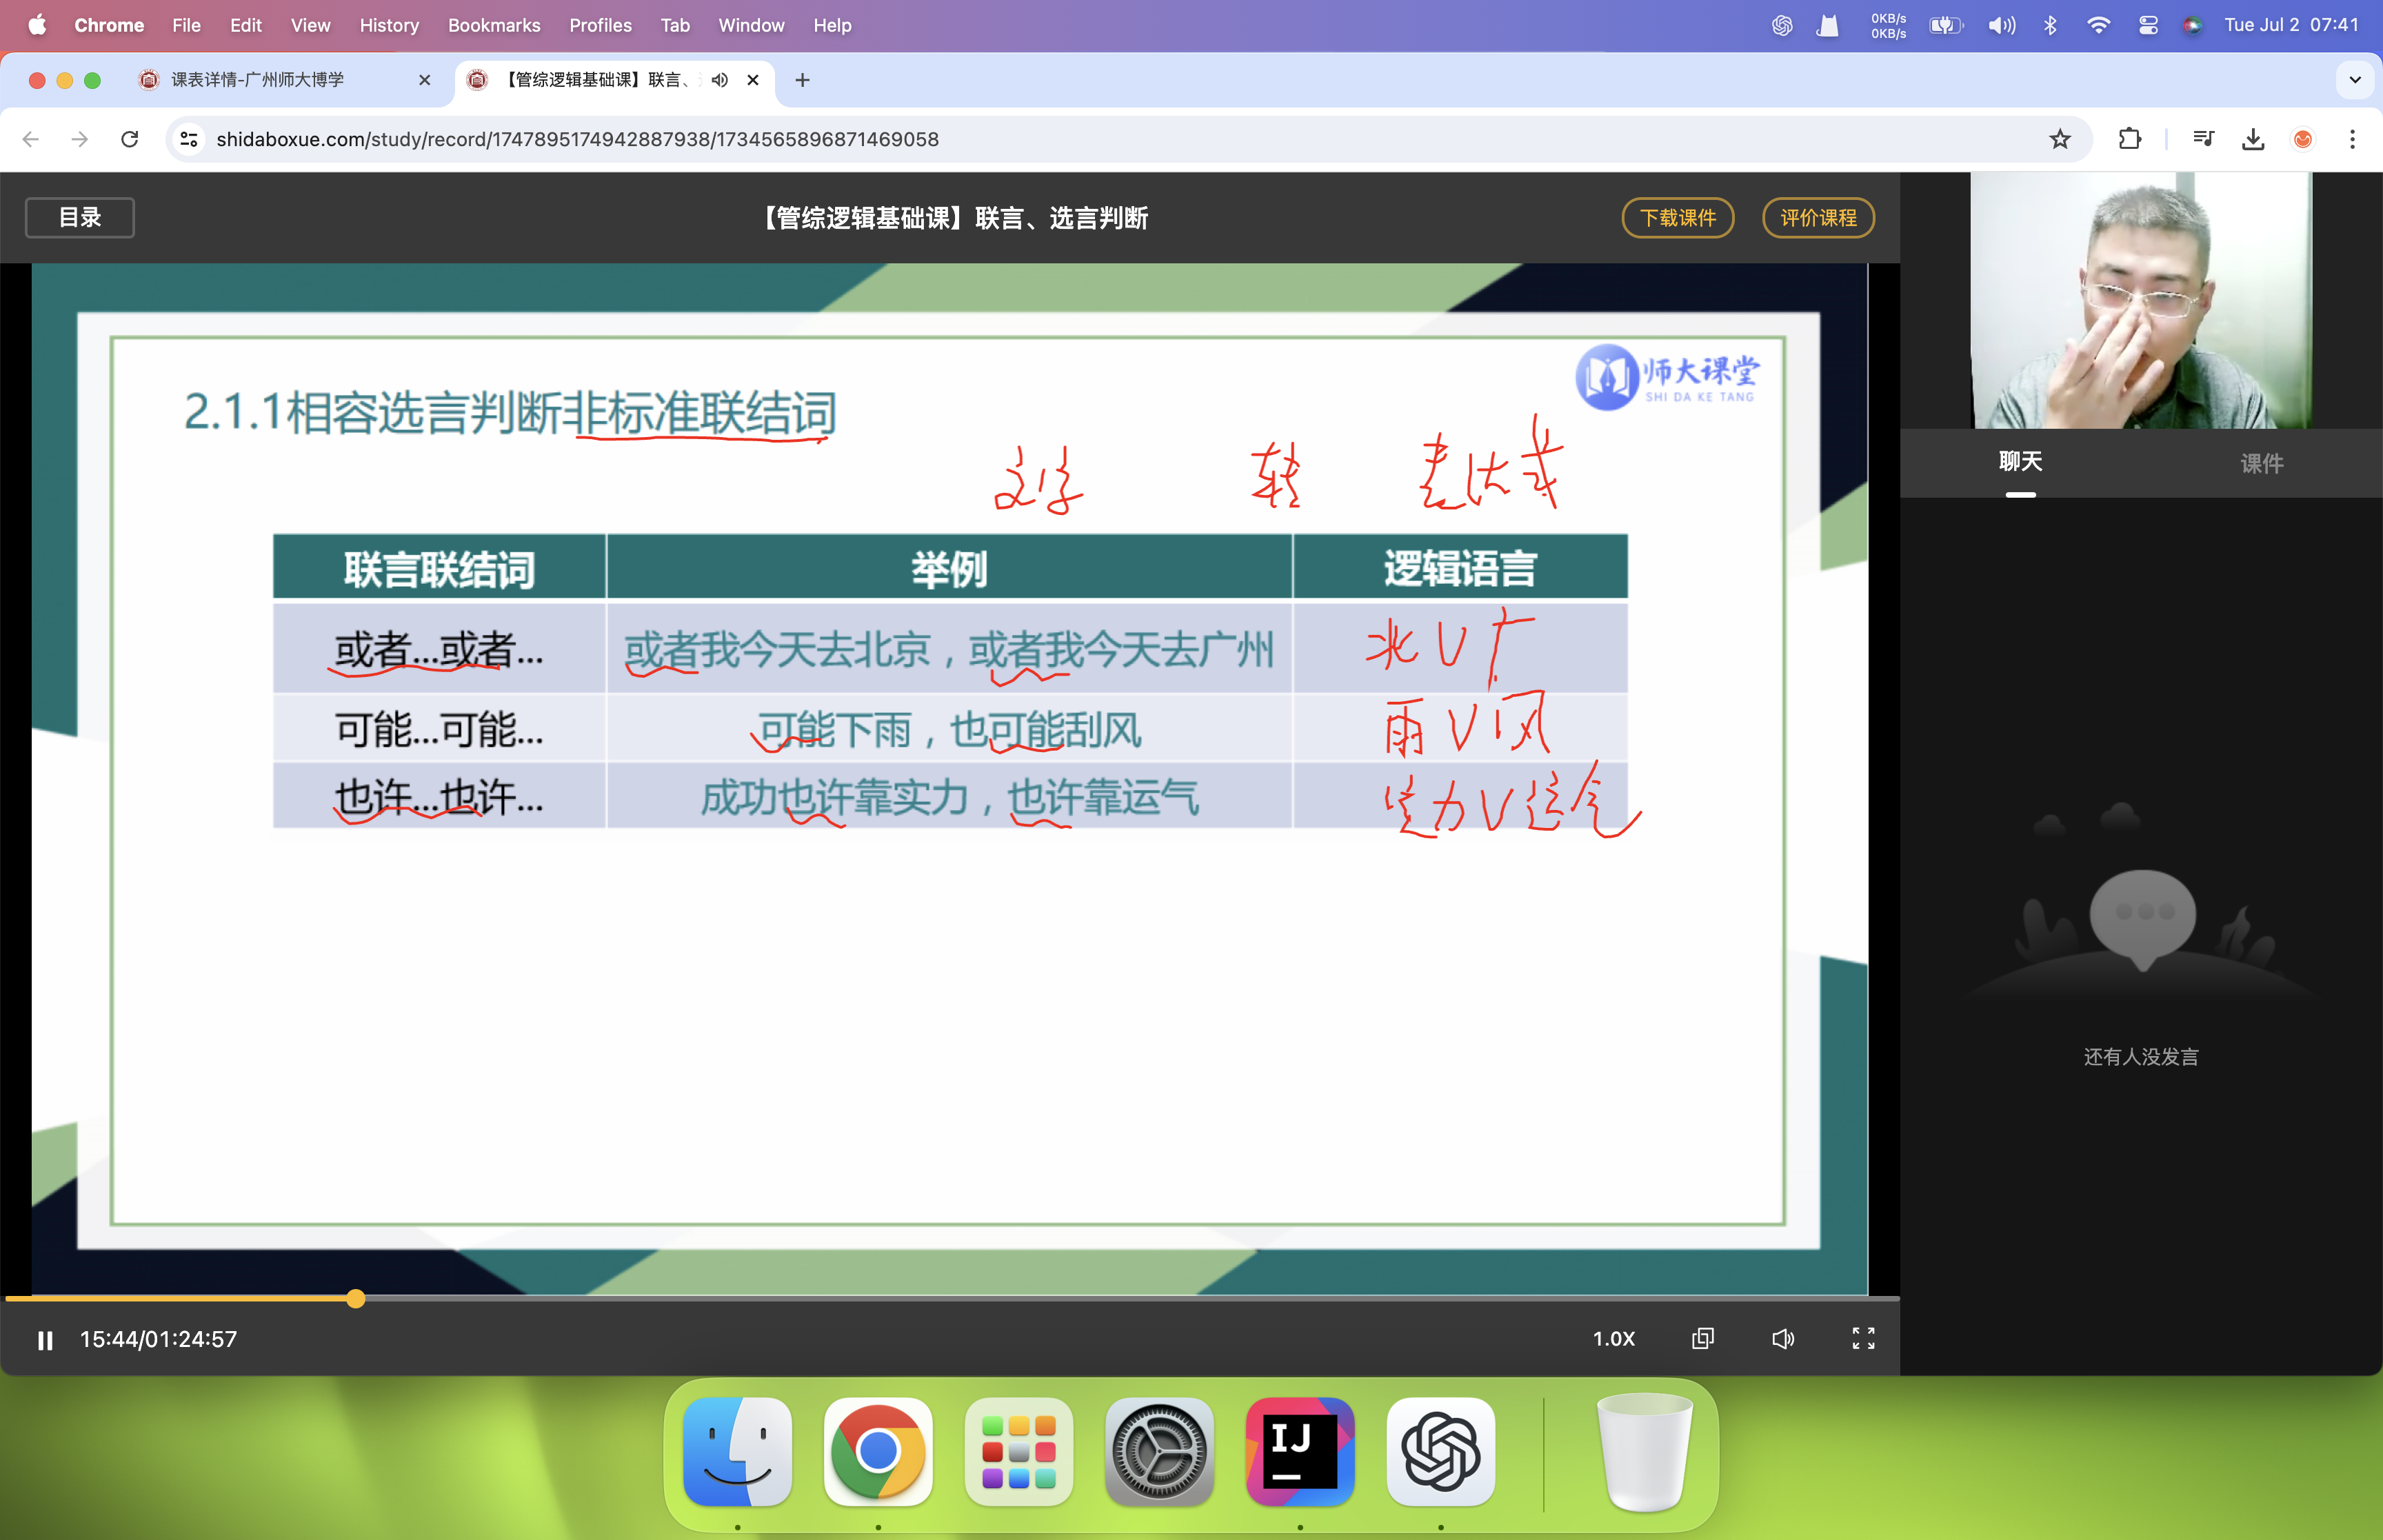 Chrome File Edit View History Bookmarks Profiles Tab Window Help 0KB/s 0KB/s Tue Jul 2 07:41
课表详情-广州师大博学
【管综逻辑基础课】联言、
shidaboxue.com/study/record/1747895174942887938/1734565896871469058
目录
【管综逻辑基础课】联言、选言判断
下载课件
评价课程
2.1.1相容选言判断非标准联结词
师大课堂
SHI DA KE TANG
文字 转 表达式
联言联结词 举例 逻辑语言
或者...或者... 或者我今天去北京，或者我今天去广州 北 V 广
可能...可能... 可能下雨，也可能刮风 雨 V 风
也许...也许... 成功也许靠实力，也许靠运气 实力 V 运气
15:44/01:24:57
1.0X
聊天
课件
还有人没发言
IJ